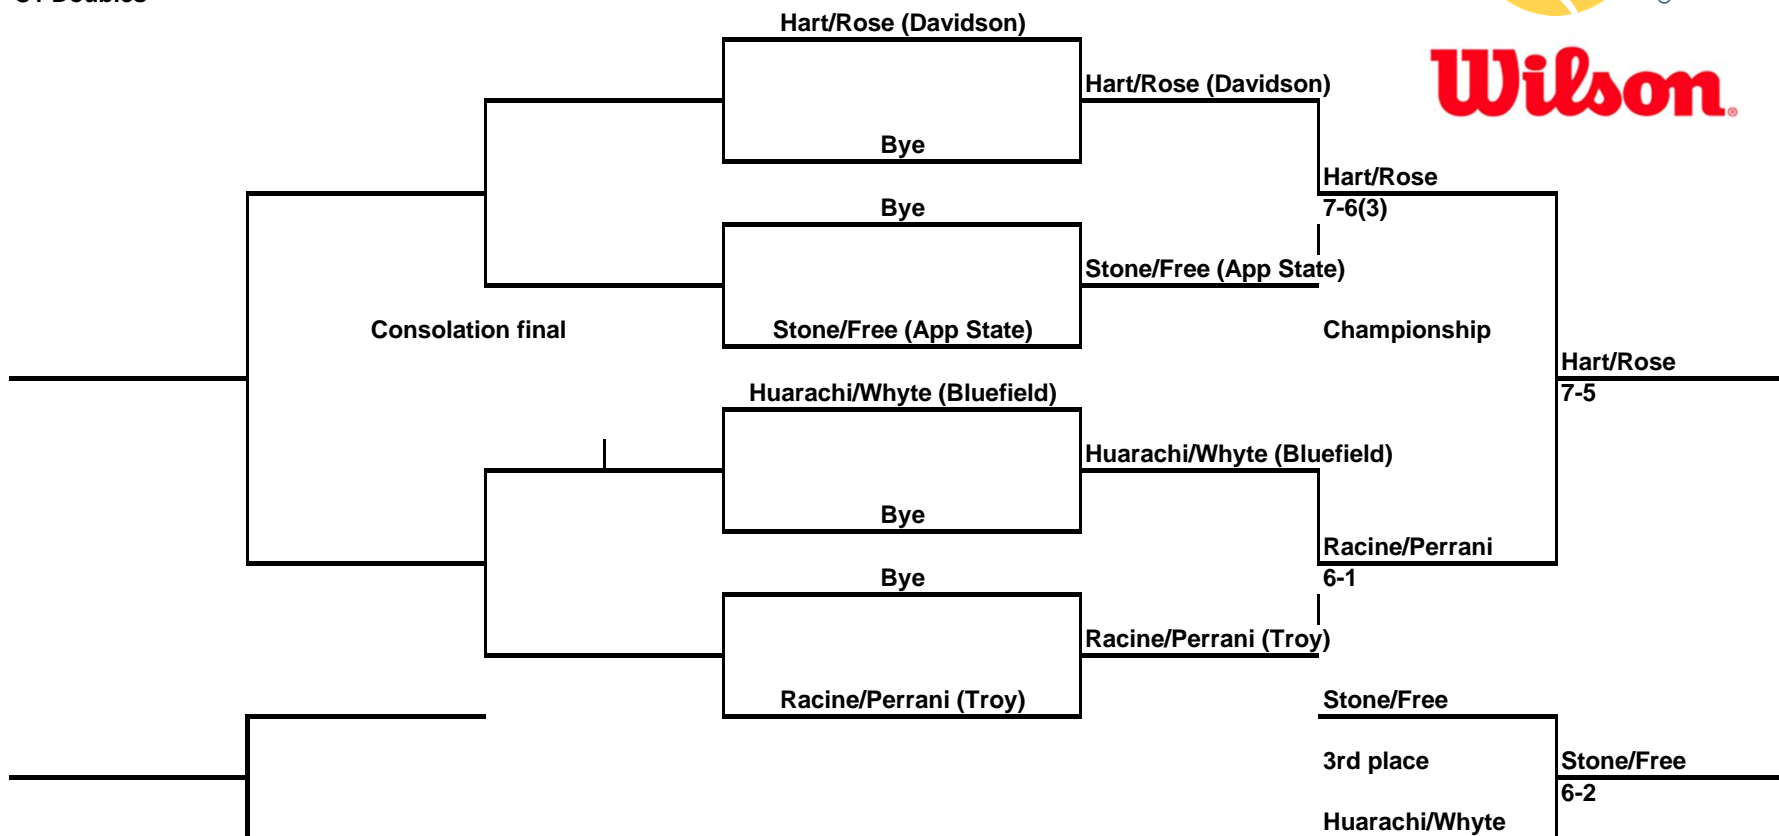 Hart/Rose (Davidson)
Hart/Rose (Davidson)
Wilson
Bye
Hart/Rose
Bye
7-6(3)
Stone/Free (App State)
Consolation final
Stone/Free (App State)
Championship
Hart/Rose
Huarachi/Whyte (Bluefield)
7-5
Huarachi/Whyte (Bluefield)
Bye
Racine/Perrani
Bye
6-1
Racine/Perrani (Troy)
Racine/Perrani (Troy)
Stone/Free
3rd place
Stone/Free
6-2
Huarachi/Whyte